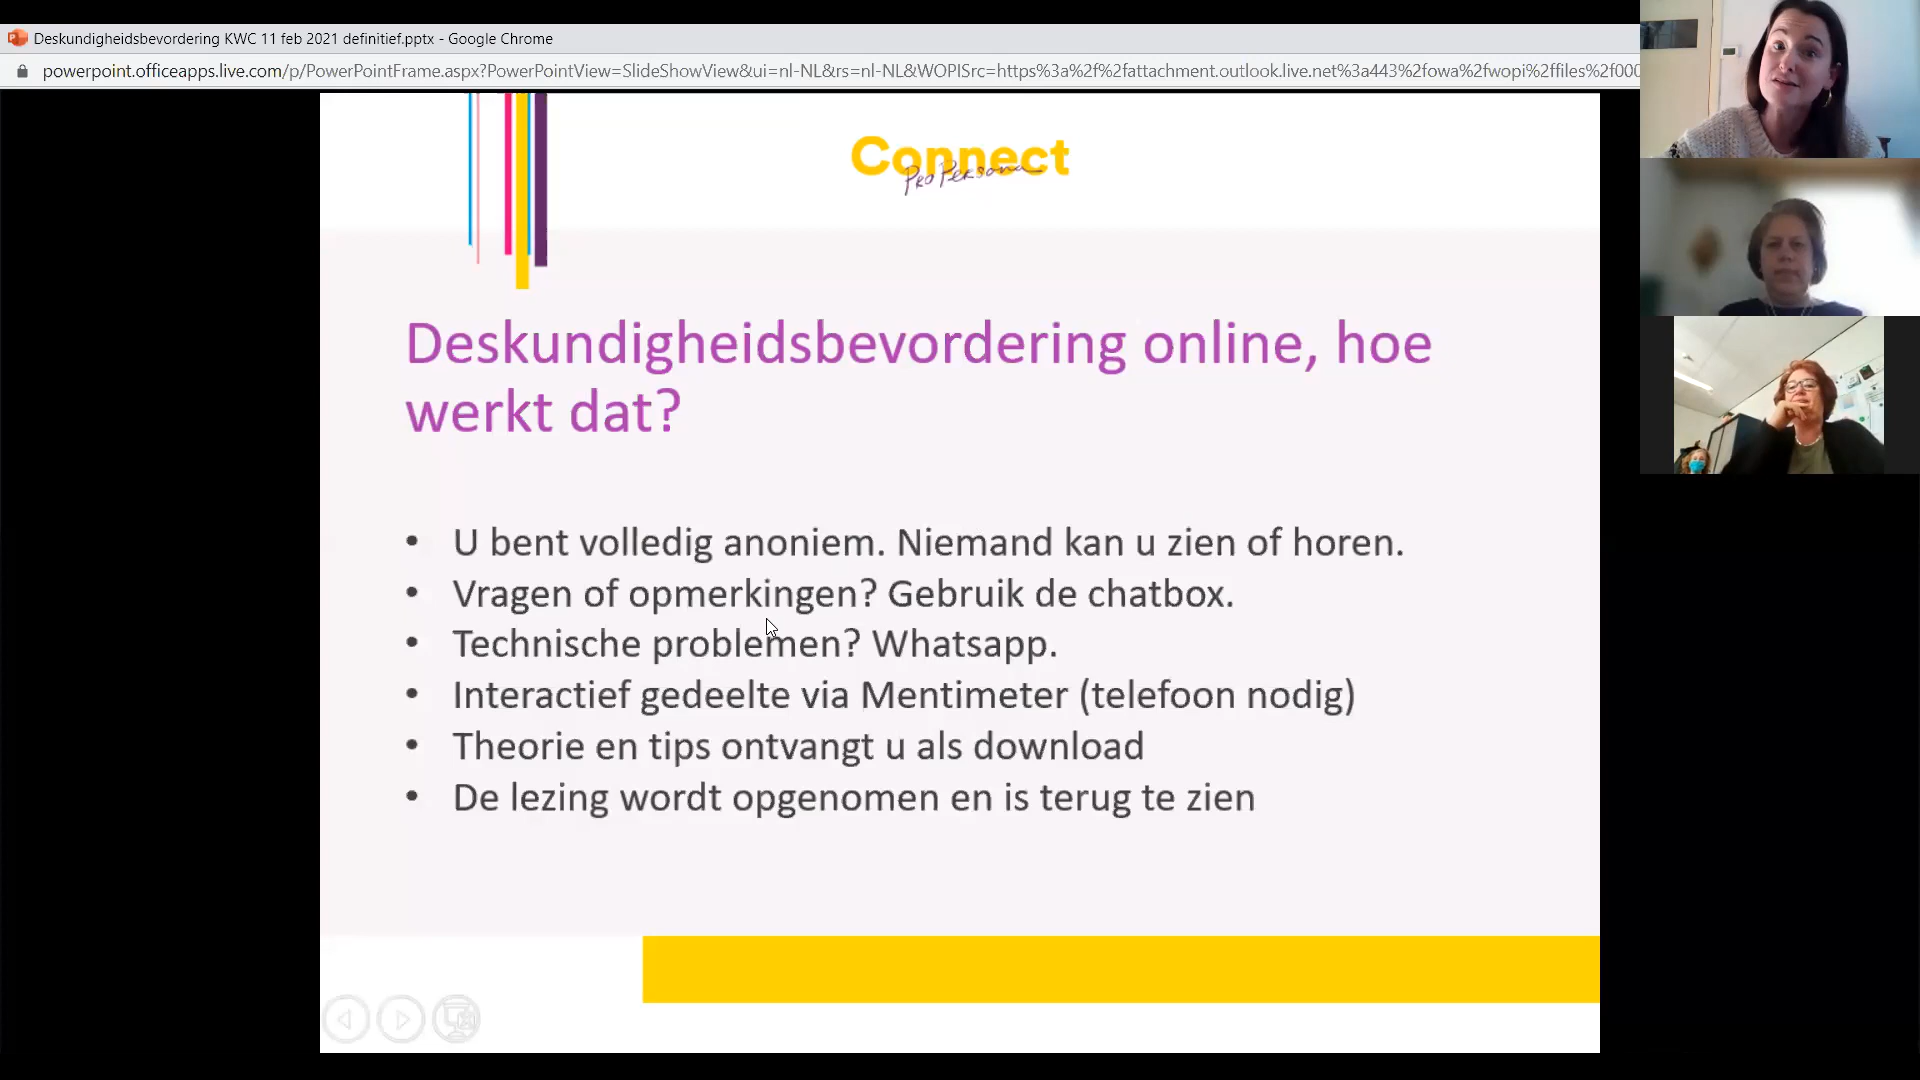 Deskundigheidsbevordering KWC 11 feb 2021 definitief.pptx - Google Chrome
powerpoint.officeapps.live.com/p/PowerPointFrame.aspx?PowerPointView=SlideShowView&ui=nl-NL&rs=nl-NL&WOPISrc=https%3a%2f%2fattachment.outlook.live.net%3a443%2fowa%2fwopi%2ffiles%2f000
Connect
ProPersona
Deskundigheidsbevordering online, hoe
werkt dat?
• U bent volledig anoniem. Niemand kan u zien of horen.
• Vragen of opmerkingen? Gebruik de chatbox.
• Technische problemen? Whatsapp.
• Interactief gedeelte via Mentimeter (telefoon nodig)
• Theorie en tips ontvangt u als download
• De lezing wordt opgenomen en is terug te zien